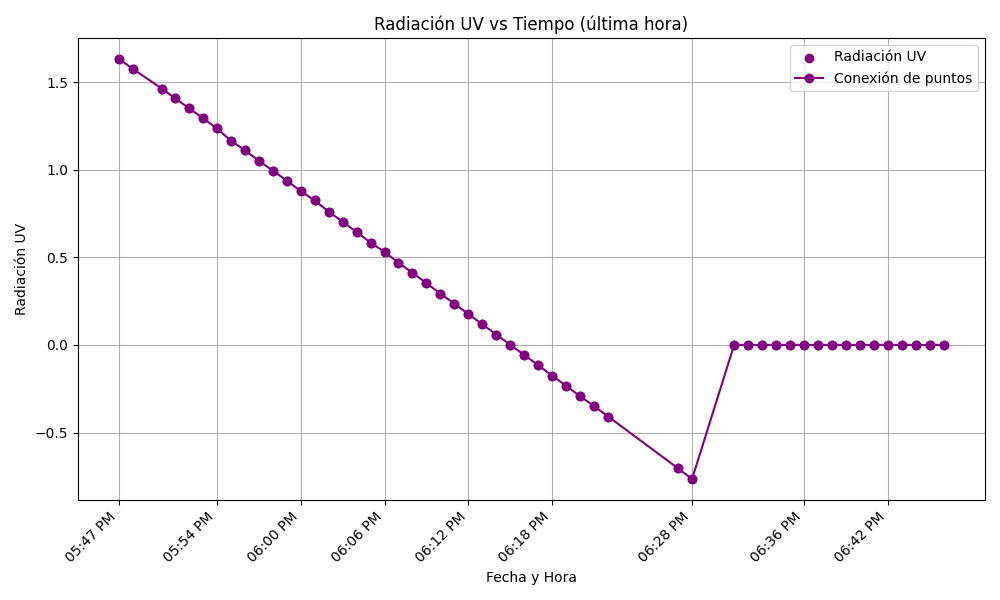 Radiación UV vs Tiempo (última hora)
Radiación UV
Conexión de puntos
Radiación UV
1.5
1.0
0.5
0.0
−0.5
05:47 PM
05:54 PM
06:00 PM
06:06 PM
06:12 PM
06:18 PM
06:28 PM
06:36 PM
06:42 PM
Fecha y Hora